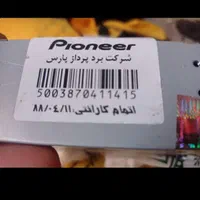 Pioneer
شرکت برد پرداز پارس
5003870411415
اتمام گارانتی: ۸۸/۰۴/۱۱